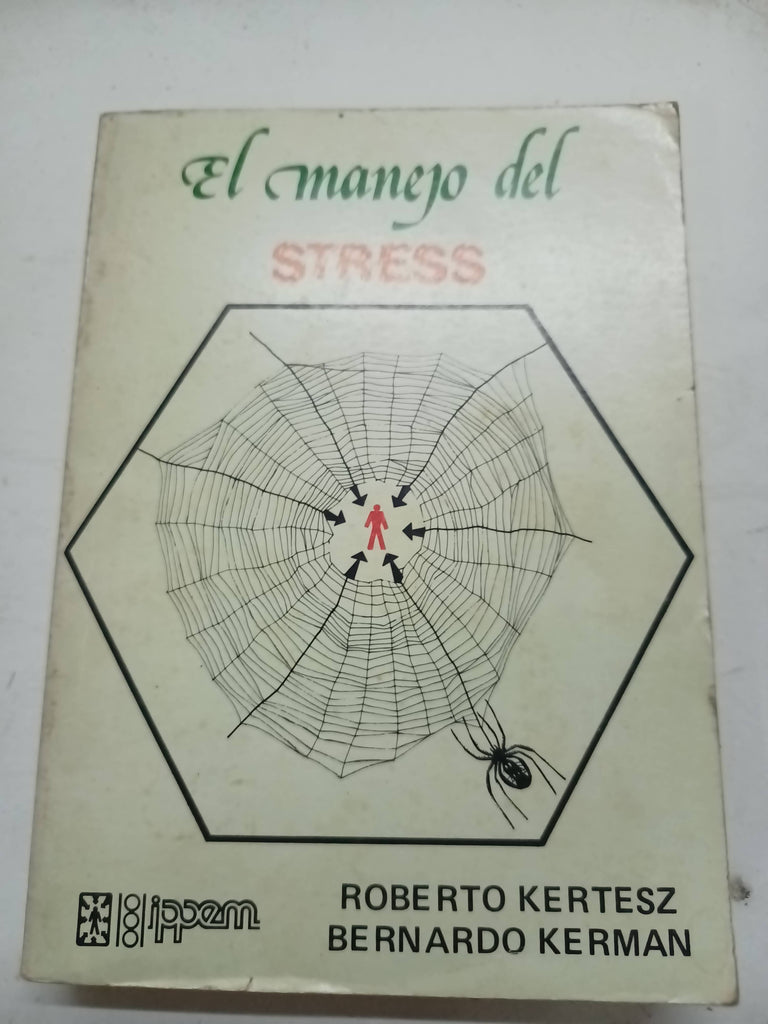 El manejo del
STRESS
ippem
ROBERTO KERTESZ
BERNARDO KERMAN